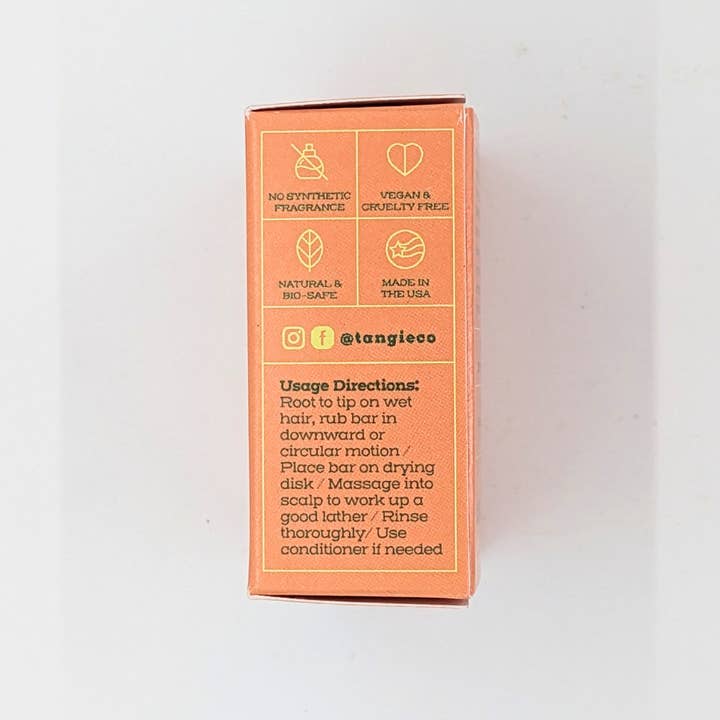 NO SYNTHETIC
FRAGRANCE
VEGAN &
CRUELTY FREE
NATURAL &
BIO-SAFE
MADE IN
THE USA
@tangieco
Usage Directions:
Root to tip on wet
hair, rub bar in
downward or
circular motion /
Place bar on drying
disk / Massage into
scalp to work up a
good lather / Rinse
thoroughly/ Use
conditioner if needed